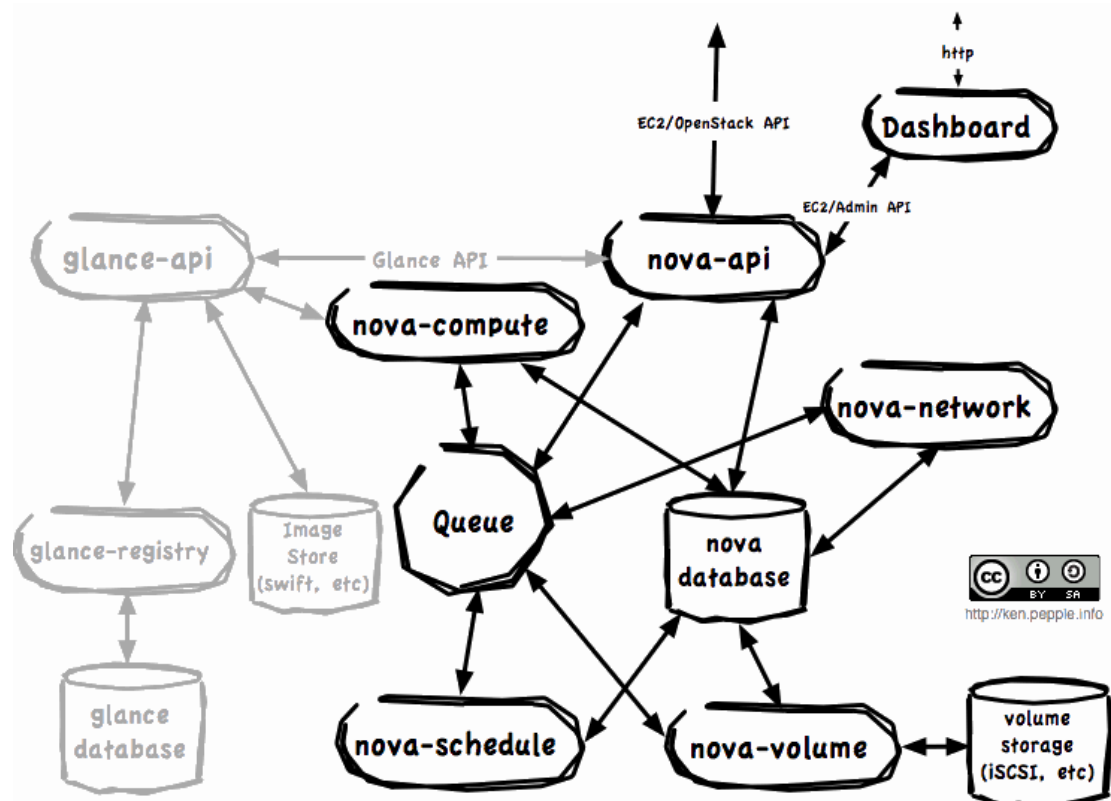 http
EC2/OpenStack API
Dashboard
EC2/Admin API
glance-api
Glance API
nova-api
nova-compute
nova-network
Queue
Image
Store
(swift, etc)
glance-registry
nova
database
cc
BY SA
http://ken.pepple.info
glance
database
nova-schedule
nova-volume
volume
storage
(iSCSI, etc)